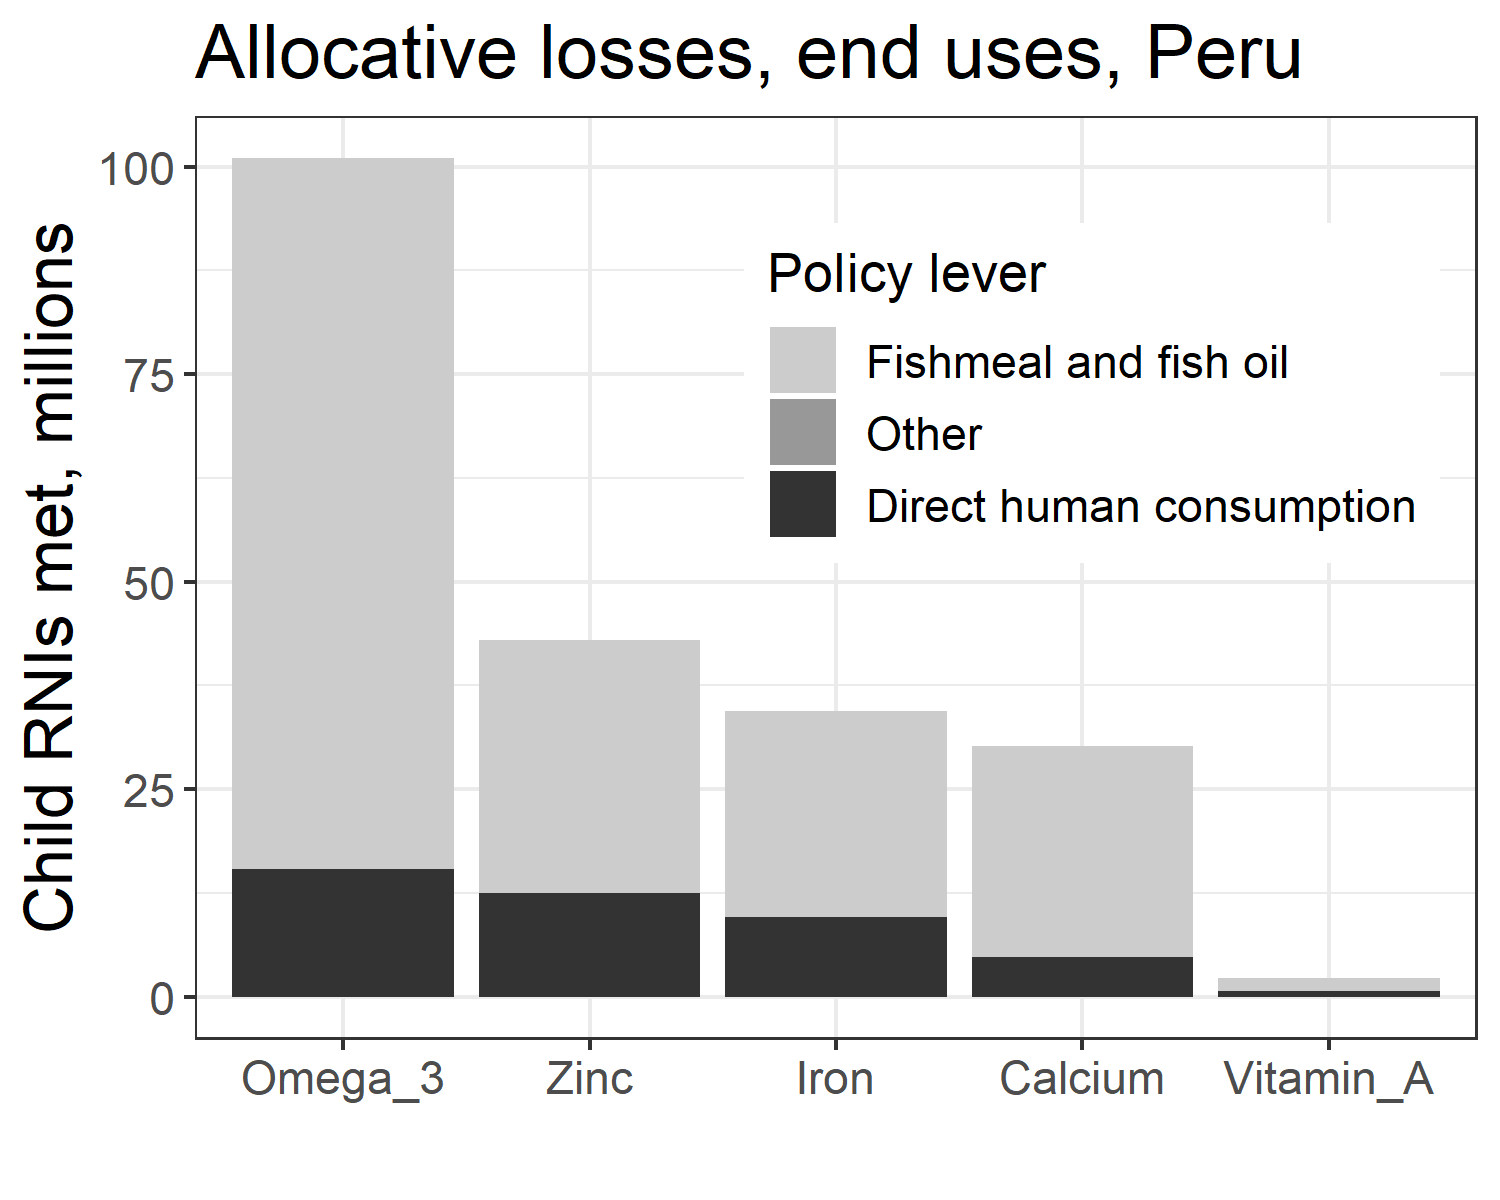 Allocative losses, end uses, Peru
Child RNIs met, millions
100
75
50
25
0
Policy lever
Fishmeal and fish oil
Other
Direct human consumption
Omega_3 Zinc Iron Calcium Vitamin_A